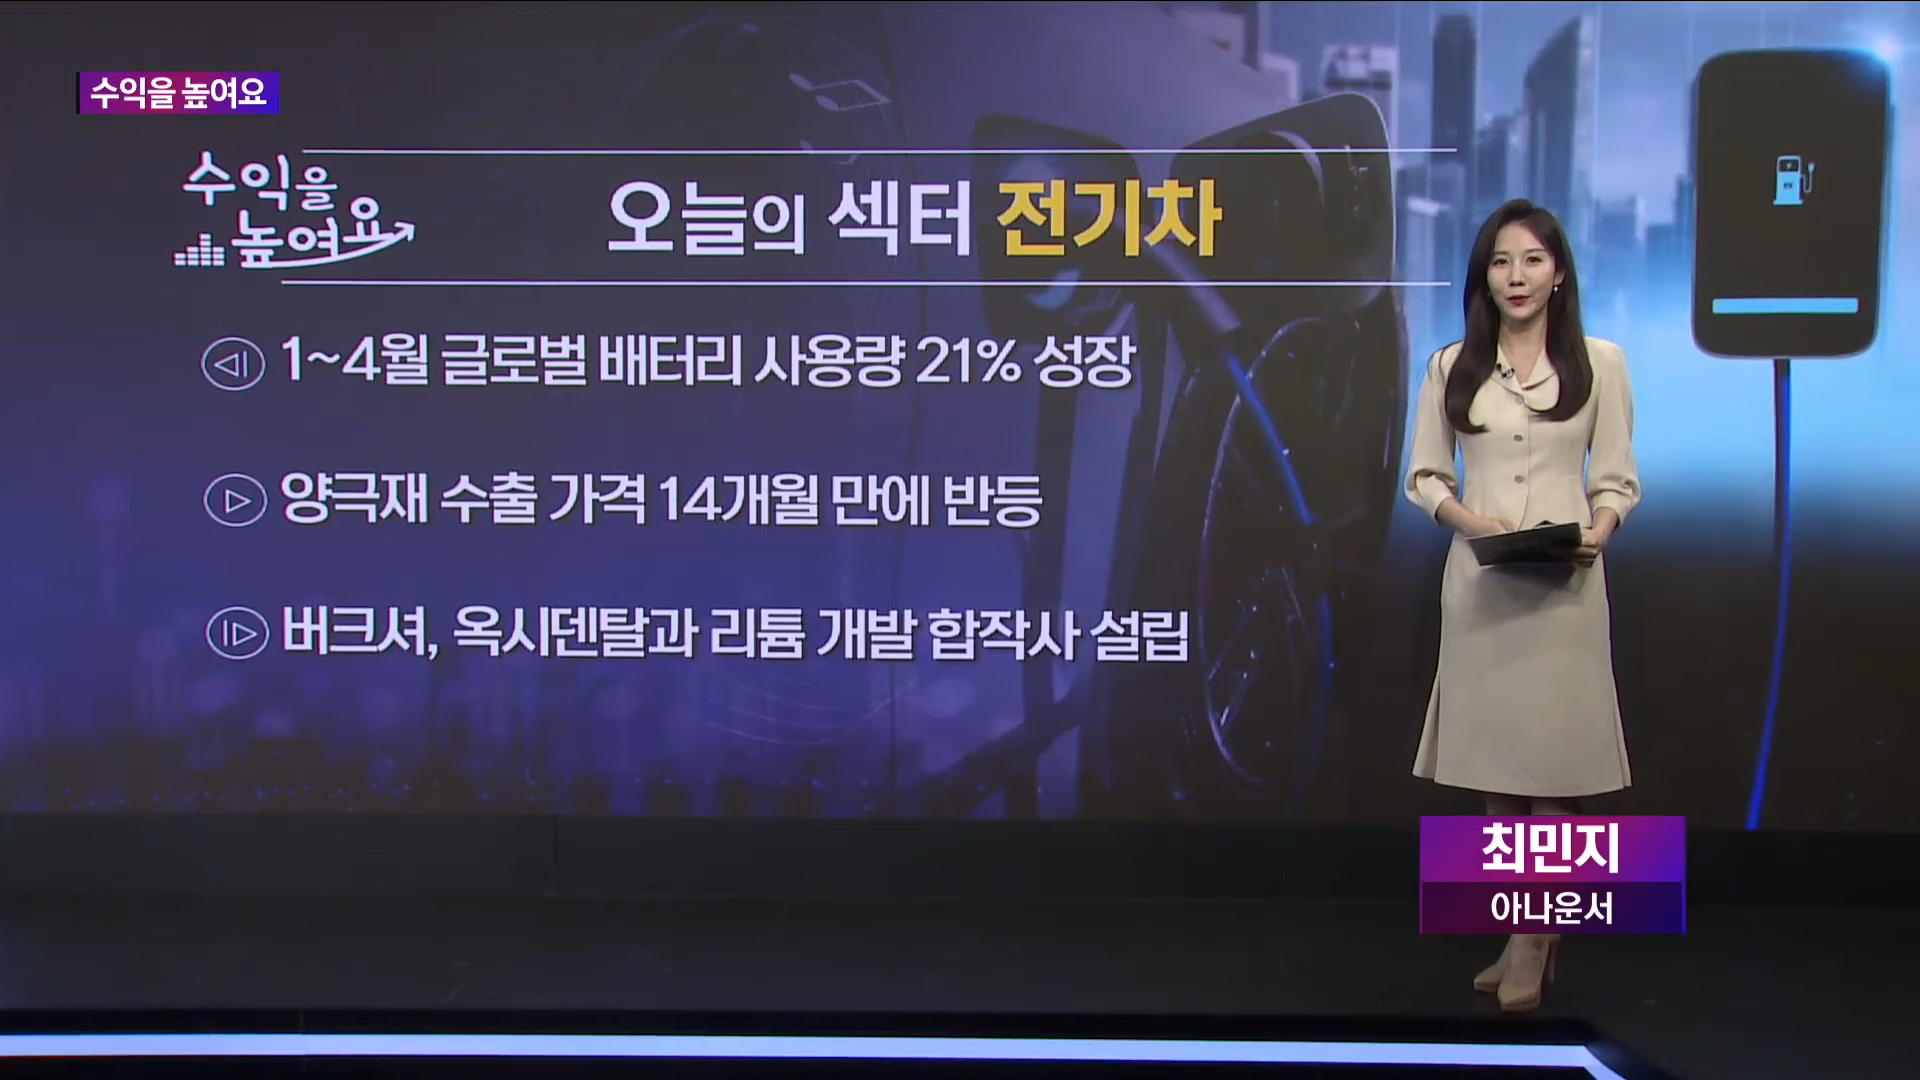 수익을 높여요
수익을
높여요
오늘의 섹터 전기차
1~4월 글로벌 배터리 사용량 21% 성장
양극재 수출 가격 14개월 만에 반등
버크셔, 옥시덴탈과 리튬 개발 합작사 설립
최민지
아나운서